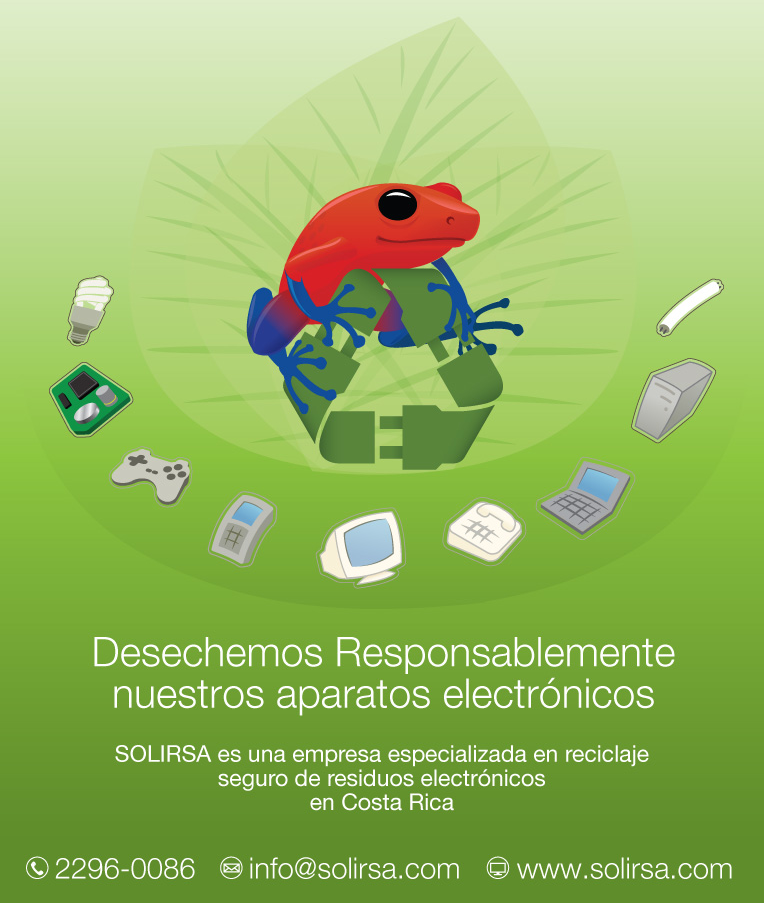 Desechemos Responsablemente
nuestros aparatos electrónicos
SOLIRSA es una empresa especializada en reciclaje
seguro de residuos electrónicos
en Costa Rica
2296-0086 info@solirsa.com www.solirsa.com